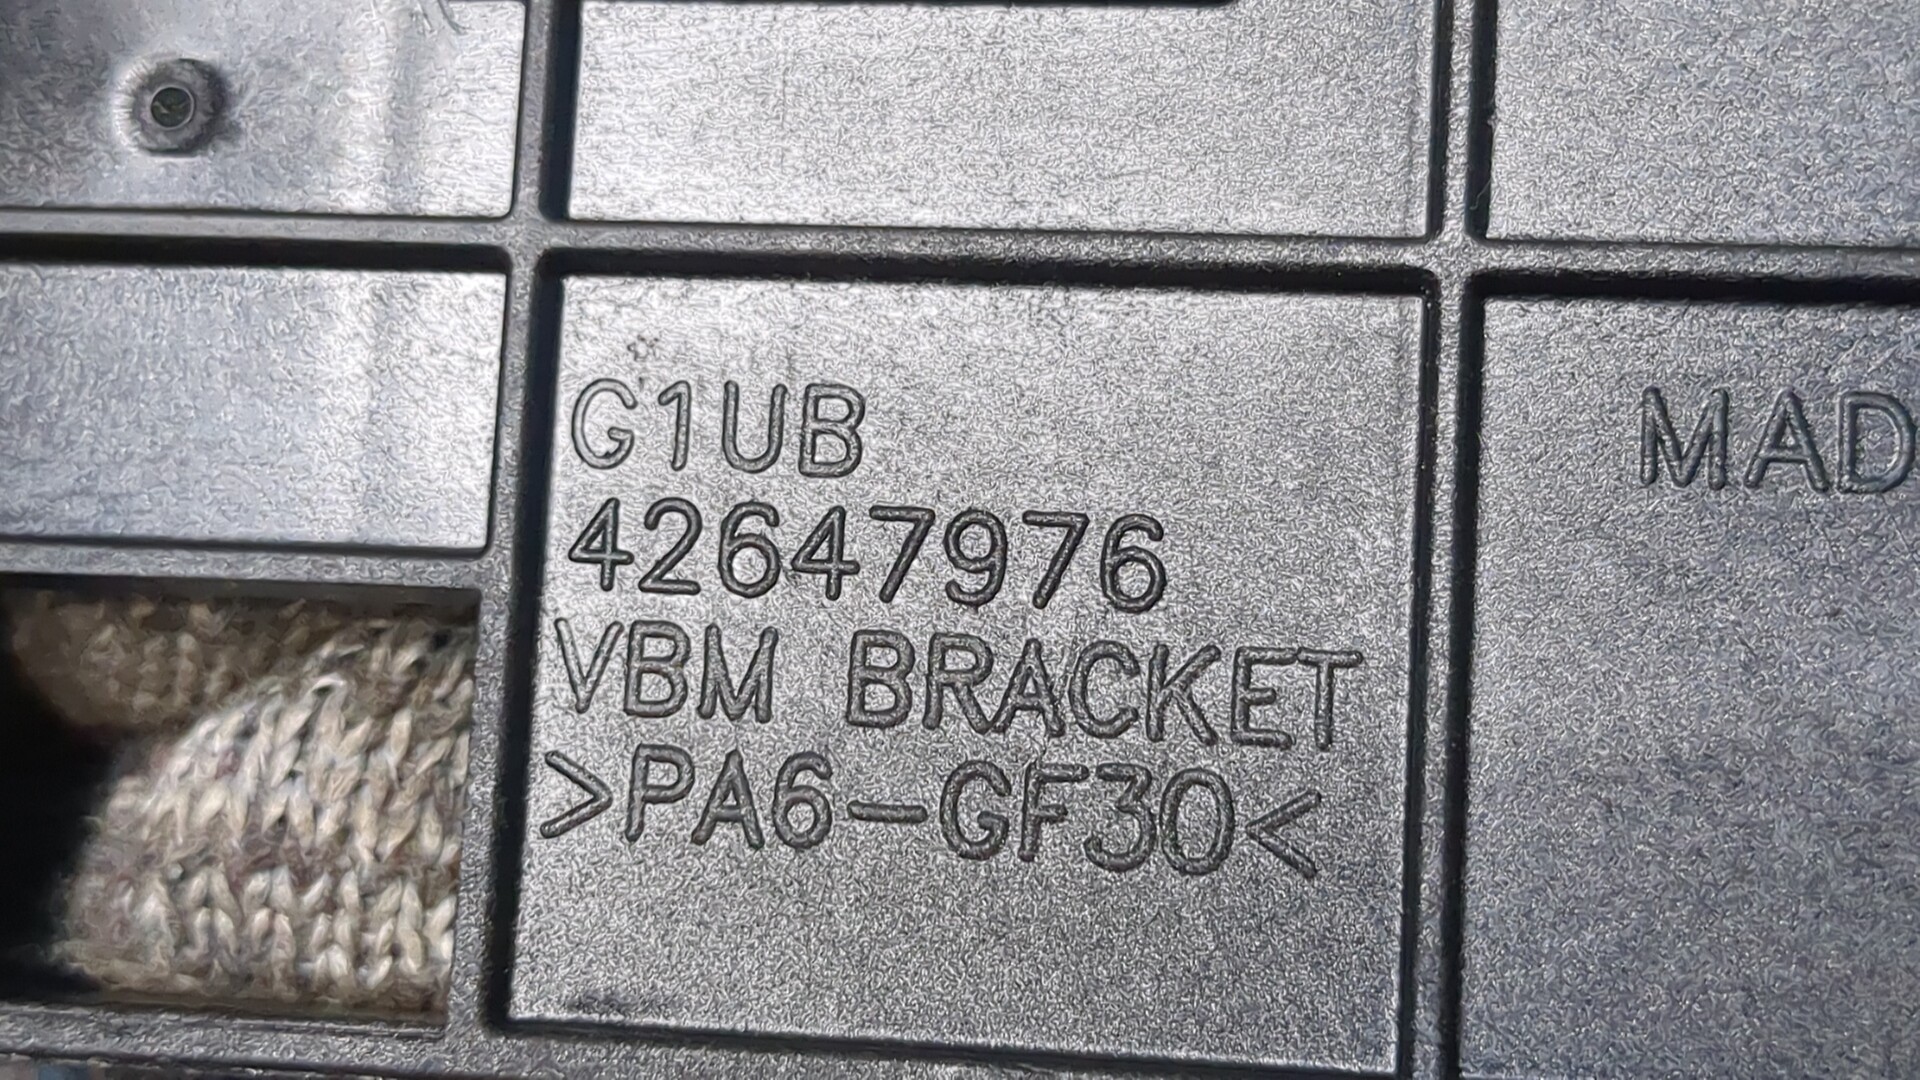 G1UB
42647976
VBM BRACKET
>PA6-GF30<
MAD